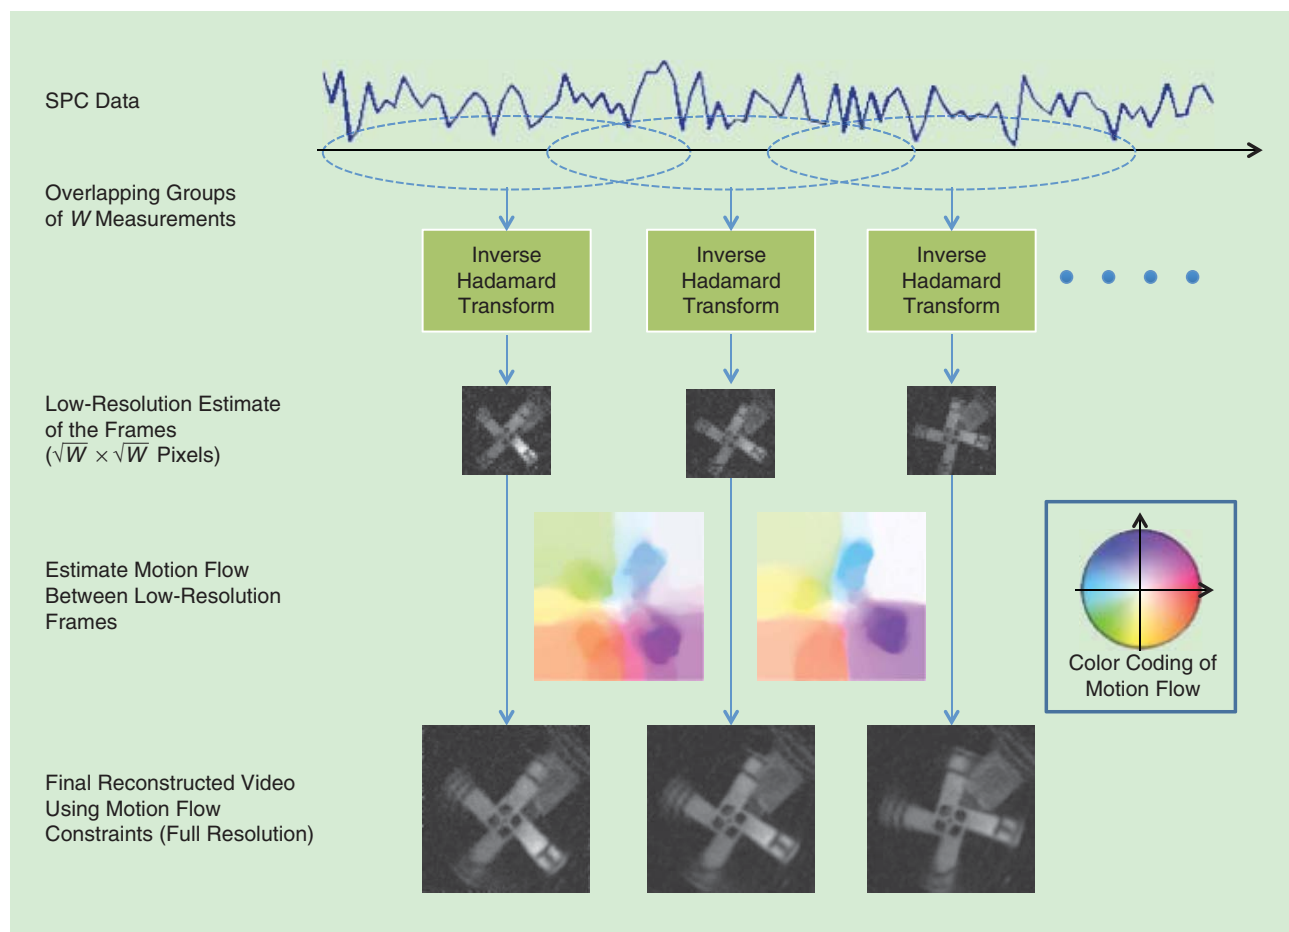 SPC Data
Overlapping Groups
of W Measurements
Inverse
Hadamard
Transform
Inverse
Hadamard
Transform
Inverse
Hadamard
Transform
Low-Resolution Estimate
of the Frames
(√W × √W Pixels)
Estimate Motion Flow
Between Low-Resolution
Frames
Color Coding of
Motion Flow
Final Reconstructed Video
Using Motion Flow
Constraints (Full Resolution)